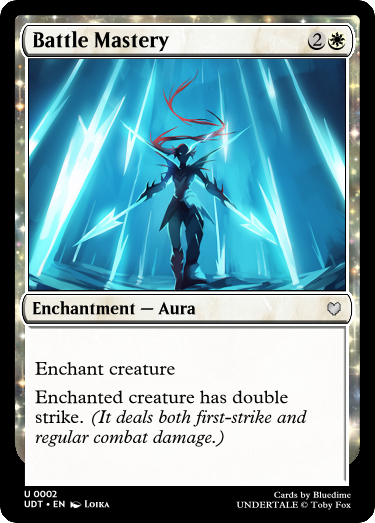 Battle Mastery 2
Enchantment — Aura
Enchant creature
Enchanted creature has double
strike. (It deals both first-strike and
regular combat damage.)
U 0002
Cards by Bluedime
UDT • EN Loika
UNDERTALE © Toby Fox